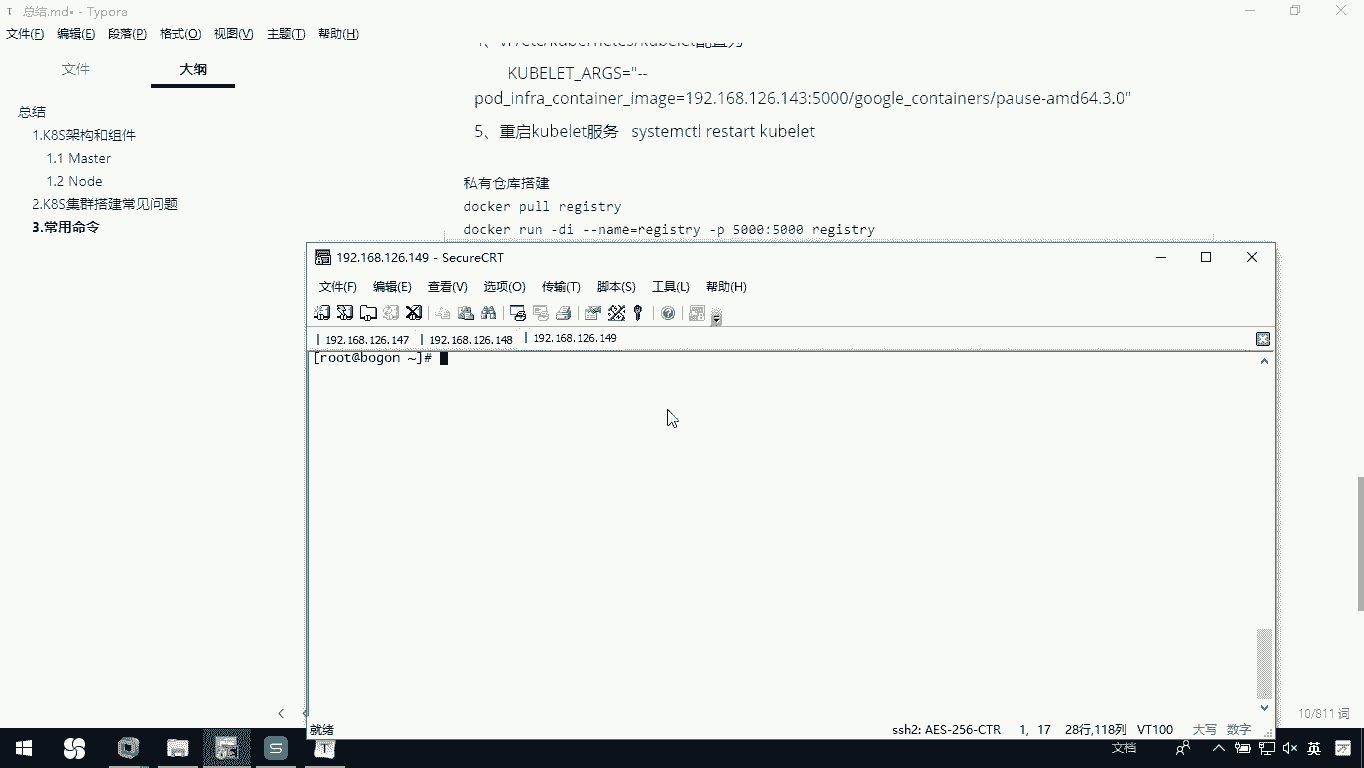 总结.md• - Typora
文件(F) 编辑(E) 段落(P) 格式(O) 视图(V) 主题(T) 帮助(H)
文件 大纲
总结
1.K8S架构和组件
1.1 Master
1.2 Node
2.K8S集群搭建常见问题
3.常用命令
KUBELET_ARGS="--
pod_infra_container_image=192.168.126.143:5000/google_containers/pause-amd64.3.0"
5、重启kubelet服务 systemctl restart kubelet
私有仓库搭建
docker pull registry
docker run -di --name=registry -p 5000:5000 registry
192.168.126.149 - SecureCRT
文件(F) 编辑(E) 查看(V) 选项(O) 传输(T) 脚本(S) 工具(L) 帮助(H)
192.168.126.147 192.168.126.148 192.168.126.149
[root@bogon ~]#
就绪 ssh2: AES-256-CTR 1, 17 28行,118列 VT100 大写 数字
10/811 词
文档 英